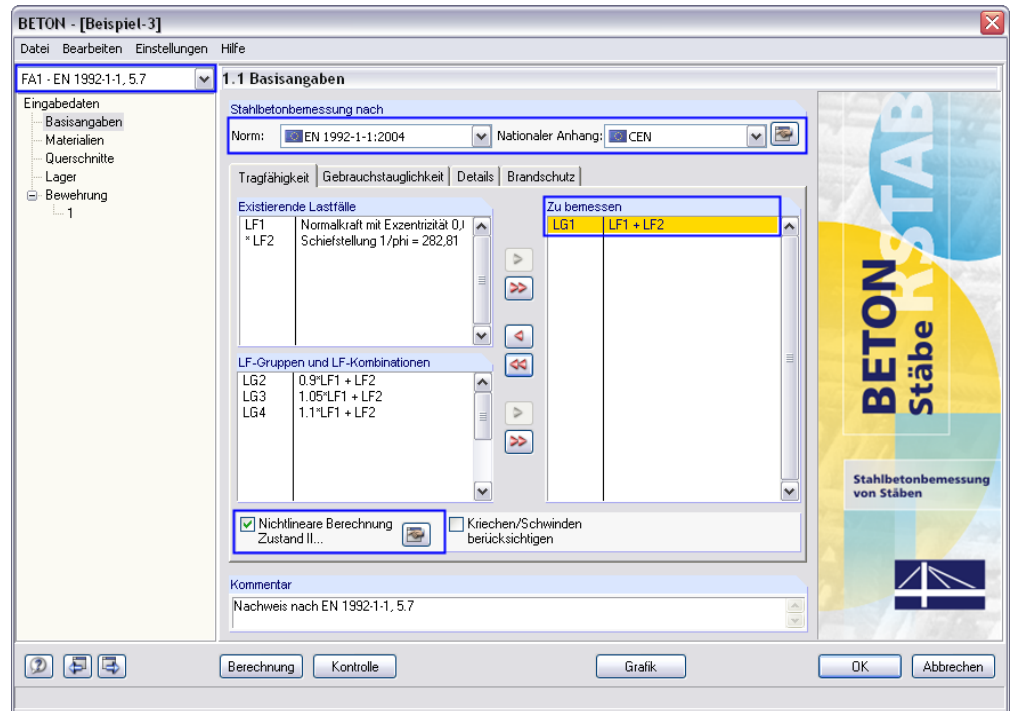 BETON - [Beispiel-3]
Datei Bearbeiten Einstellungen Hilfe
FA1 - EN 1992-1-1, 5.7
1.1 Basisangaben
Eingabedaten
Basisangaben
Materialien
Querschnitte
Lager
Bewehrung
1
Stahlbetonbemessung nach
Norm: EN 1992-1-1:2004 Nationaler Anhang: CEN
Tragfähigkeit Gebrauchstauglichkeit Details Brandschutz
Existierende Lastfälle
LF1 Normalkraft mit Exzentrizität 0,
* LF2 Schiefstellung 1/phi = 282,81
Zu bemessen
LG1 LF1 + LF2
LF-Gruppen und LF-Kombinationen
LG2 0.9*LF1 + LF2
LG3 1.05*LF1 + LF2
LG4 1.1*LF1 + LF2
Nichtlineare Berechnung
Zustand II...
Kriechen/Schwinden
berücksichtigen
Kommentar
Nachweis nach EN 1992-1-1, 5.7
RSTAB
BETON
Stäbe
Stahlbetonbemessung
von Stäben
Berechnung Kontrolle Grafik OK Abbrechen